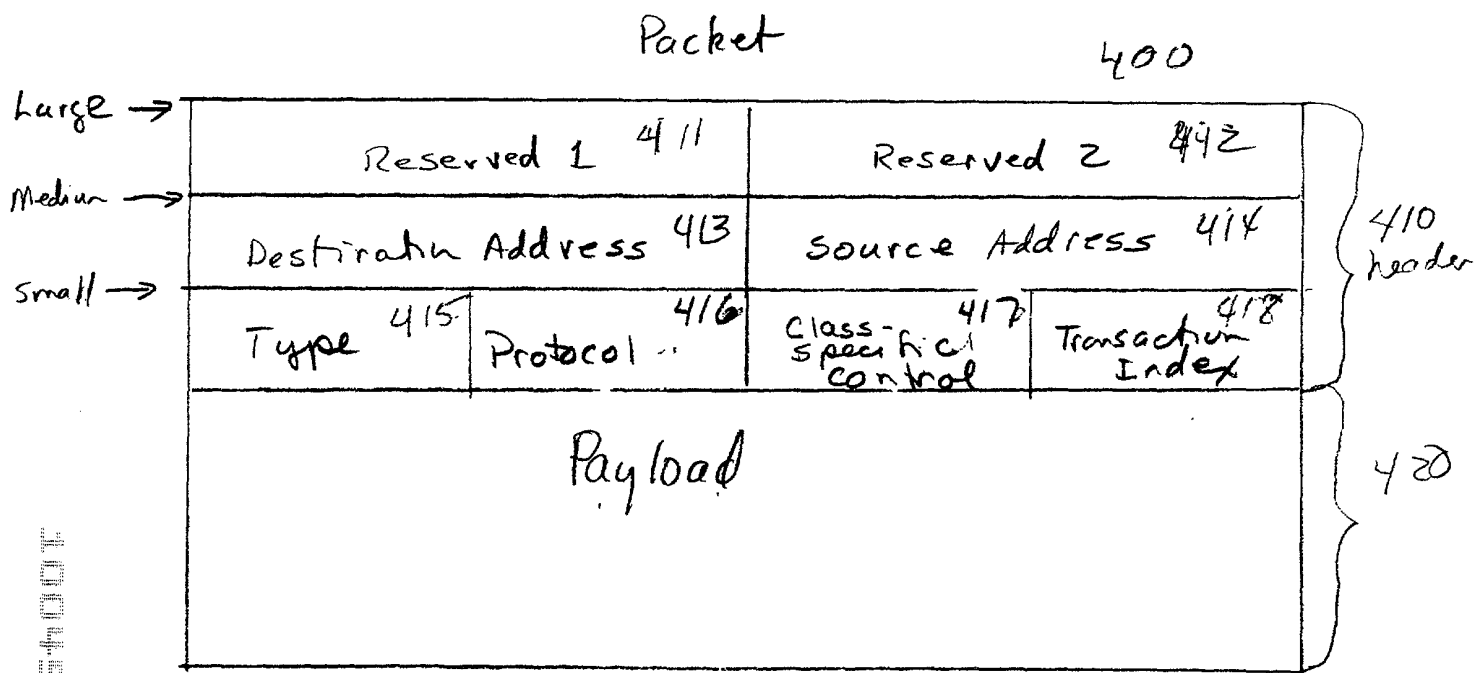 Packet
400
Large →
Reserved 1 411
Reserved 2 412
Medium →
Destination Address 413
Source Address 414
410
header
Small →
Type 415
Protocol 416
Class-
specific
control 417
Transaction
Index 418
Payload
420